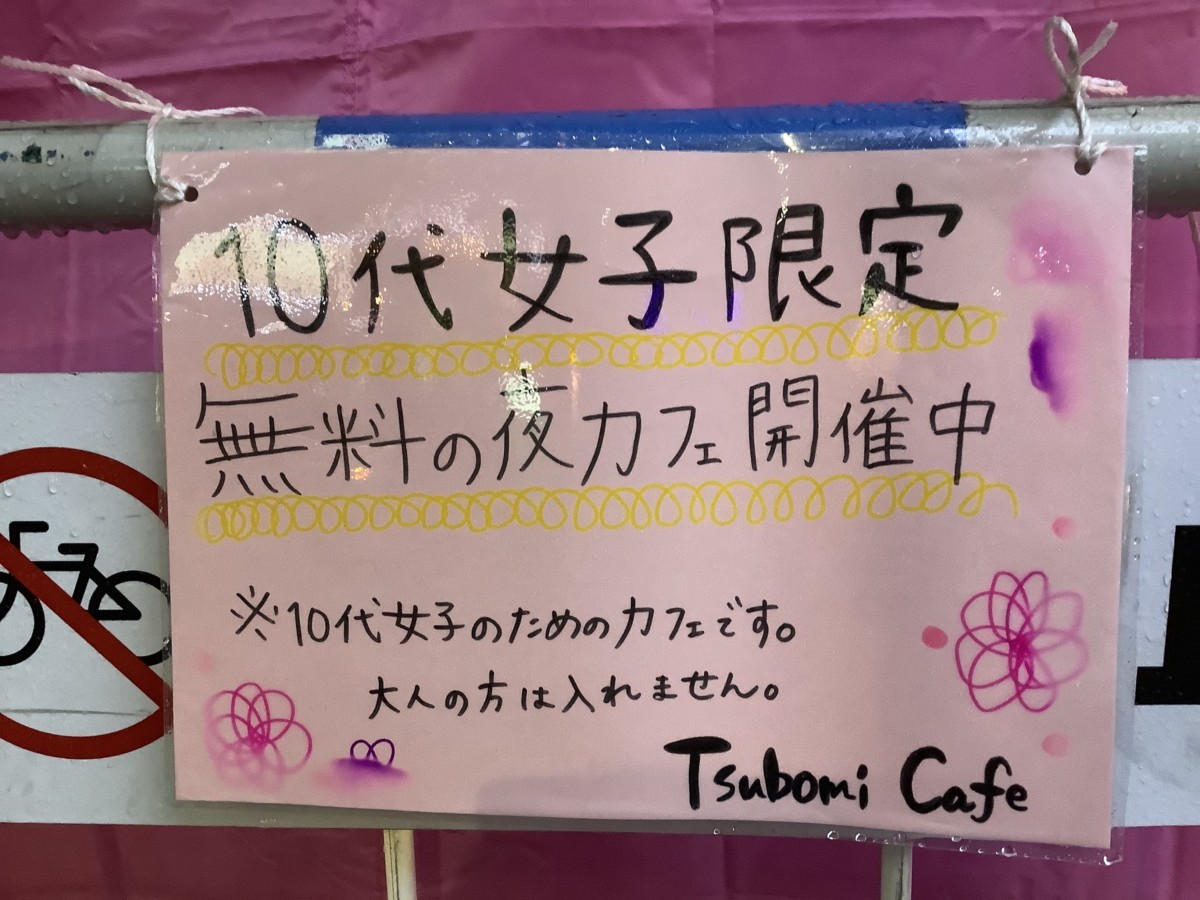 10代女子限定
無料の夜カフェ開催中
※10代女子のためのカフェです。
大人の方は入れません。
Tsubomi Cafe